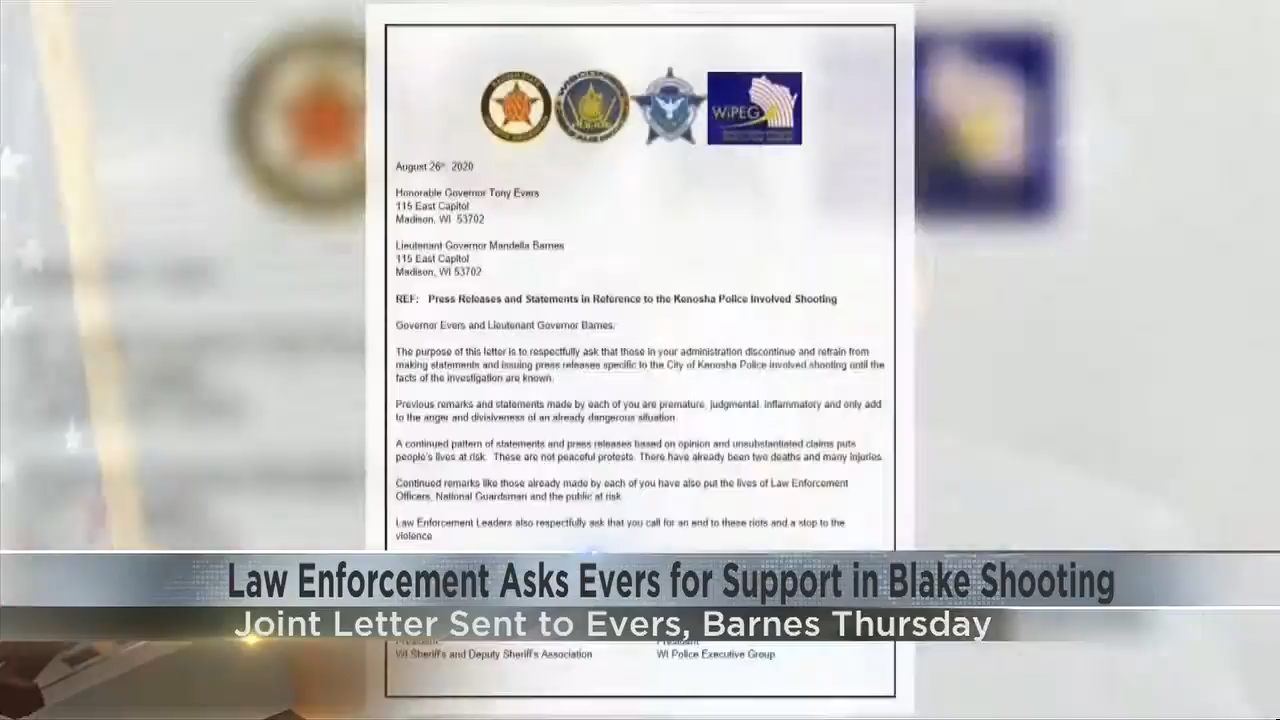 WiPEG
August 26th, 2020
Honorable Governor Tony Evers
115 East Capitol
Madison, WI 53702
Lieutenant Governor Mandella Barnes
115 East Capitol
Madison, WI 53702
REF: Press Releases and Statements in Reference to the Kenosha Police Involved Shooting
Governor Evers and Lieutenant Governor Barnes,
The purpose of this letter is to respectfully ask that those in your administration discontinue and refrain from
making statements and issuing press releases specific to the City of Kenosha Police involved shooting until the
facts of the investigation are known.
Previous remarks and statements made by each of you are premature, judgmental, inflammatory and only add
to the anger and divisiveness of an already dangerous situation.
A continued pattern of statements and press releases based on opinion and unsubstantiated claims puts
people's lives at risk. These are not peaceful protests. There have already been two deaths and many injuries.
Continued remarks like those already made by each of you have also put the lives of Law Enforcement
Officers, National Guardsman and the public at risk.
Law Enforcement Leaders also respectfully ask that you call for an end to these riots and a stop to the
violence.
Law Enforcement Asks Evers for Support in Blake Shooting
Joint Letter Sent to Evers, Barnes Thursday
WI Sheriff's and Deputy Sheriff's Association WI Police Executive Group